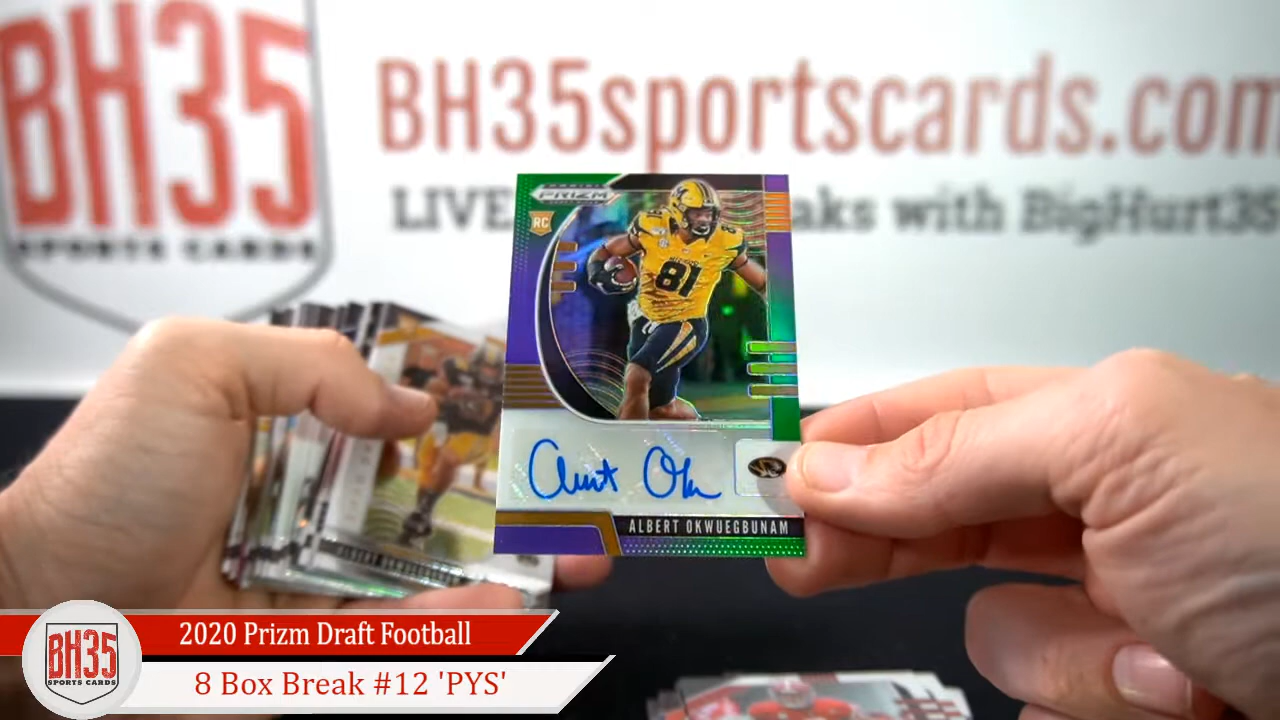 BH35
SPORTS CARDS
BH35sportscards.com
LIVE aks with BigHurt35
PRIZM
RC
81
81
ALBERT OKWUEGBUNAM
2020 Prizm Draft Football
8 Box Break #12 'PYS'
BH35
SPORTS CARDS